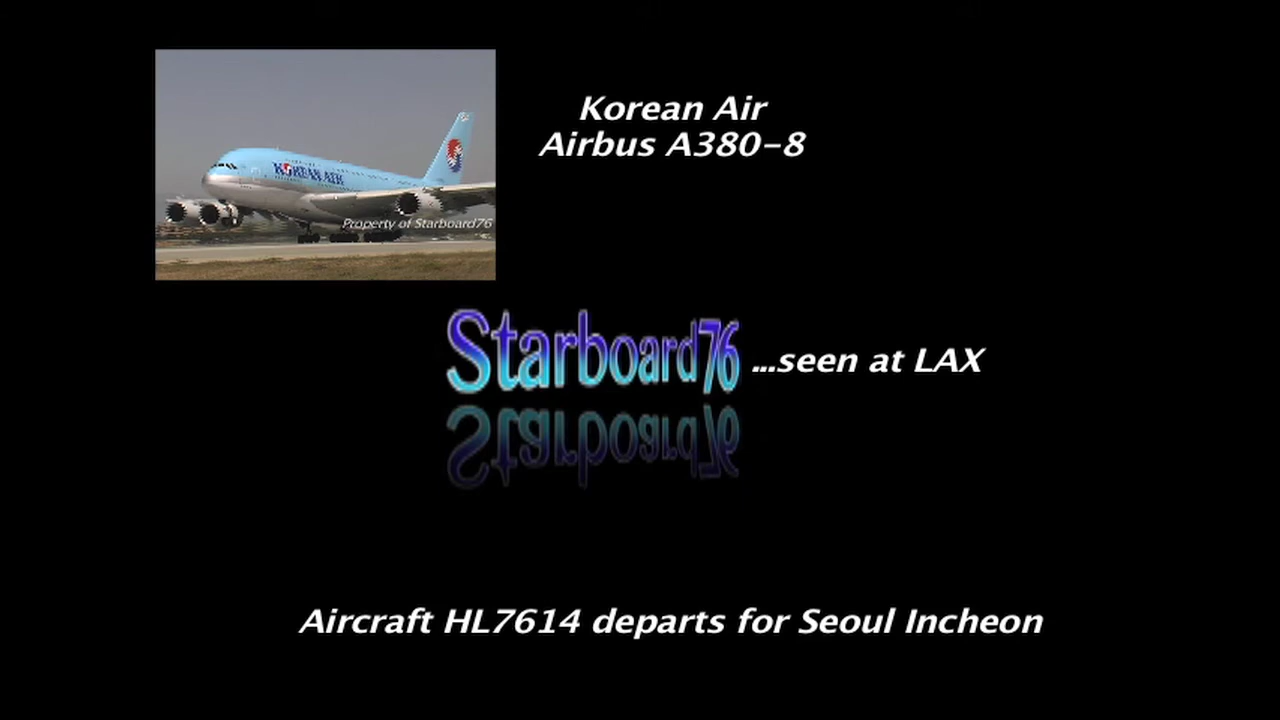 Korean Air
Airbus A380-8
KOREAN AIR
Property of Starboard76
Starboard76
...seen at LAX
Aircraft HL7614 departs for Seoul Incheon